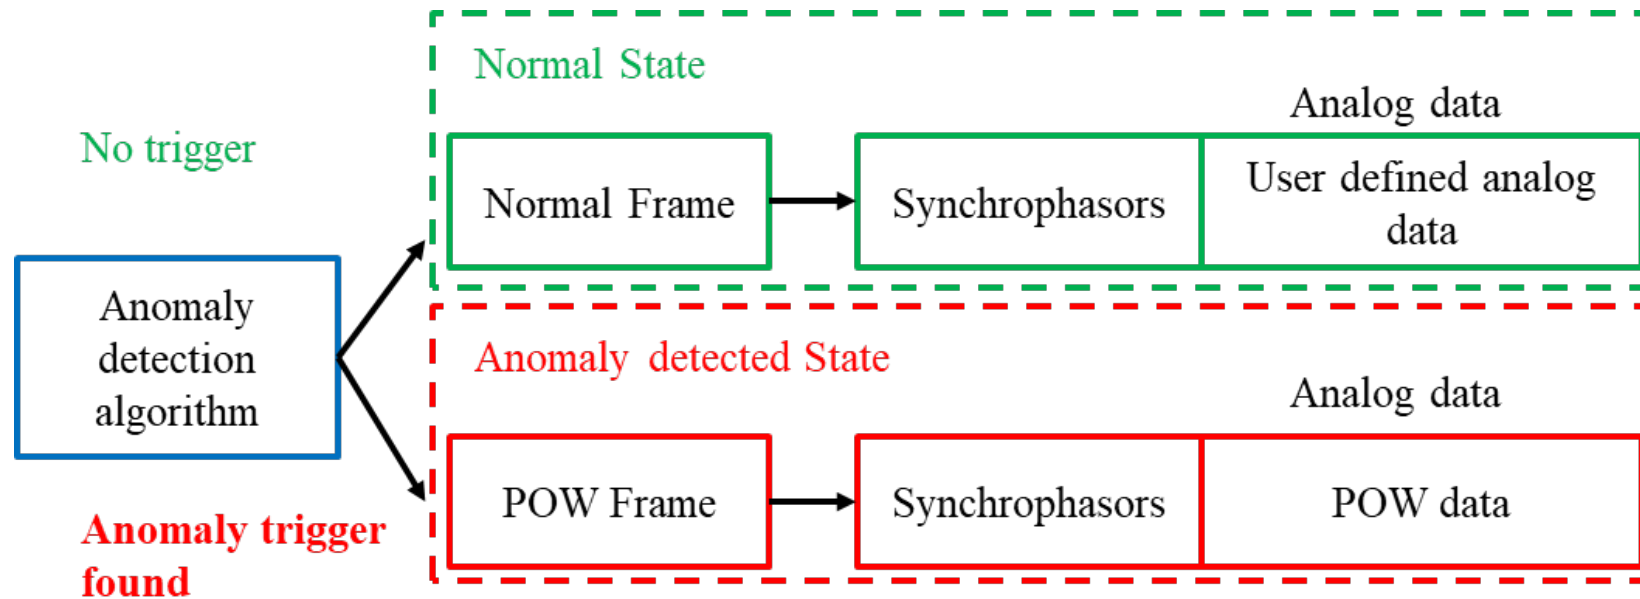 Normal State
No trigger
Analog data
Normal Frame
Synchrophasors
User defined analog
data
Anomaly
detection
algorithm
Anomaly detected State
Analog data
Anomaly trigger
found
POW Frame
Synchrophasors
POW data